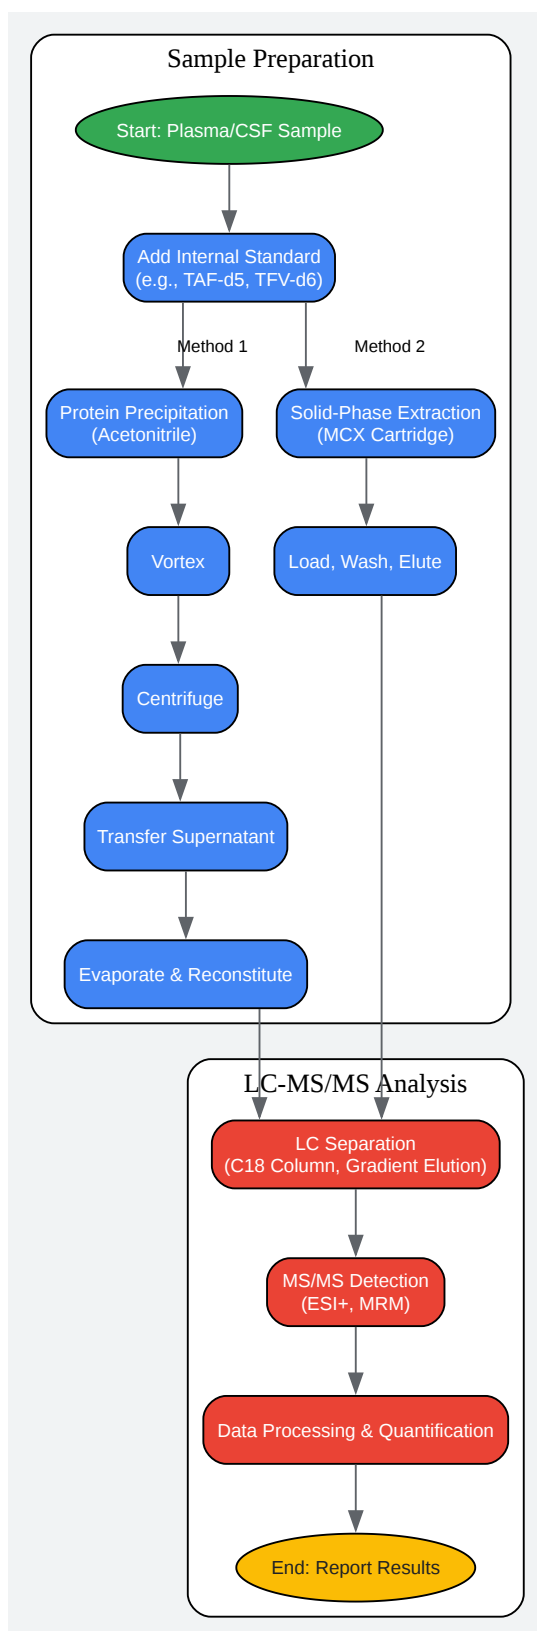 Sample Preparation
Start: Plasma/CSF Sample
Add Internal Standard
(e.g., TAF-d5, TFV-d6)
Method 1
Method 2
Protein Precipitation
(Acetonitrile)
Solid-Phase Extraction
(MCX Cartridge)
Vortex
Load, Wash, Elute
Centrifuge
Transfer Supernatant
Evaporate & Reconstitute
LC-MS/MS Analysis
LC Separation
(C18 Column, Gradient Elution)
MS/MS Detection
(ESI+, MRM)
Data Processing & Quantification
End: Report Results